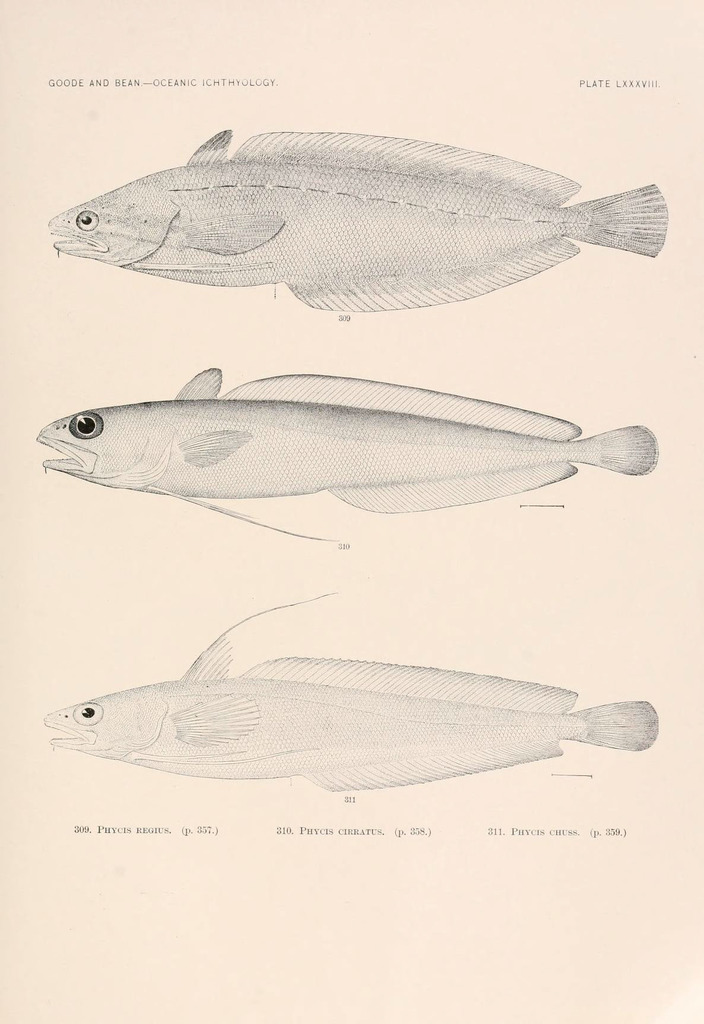 GOODE AND BEAN.—OCEANIC ICHTHYOLOGY. PLATE LXXXVIII.
309
310
311
309. PHYCIS REGIUS. (p. 357.) 310. PHYCIS CIRRATUS. (p. 358.) 311. PHYCIS CHUSS. (p. 359.)